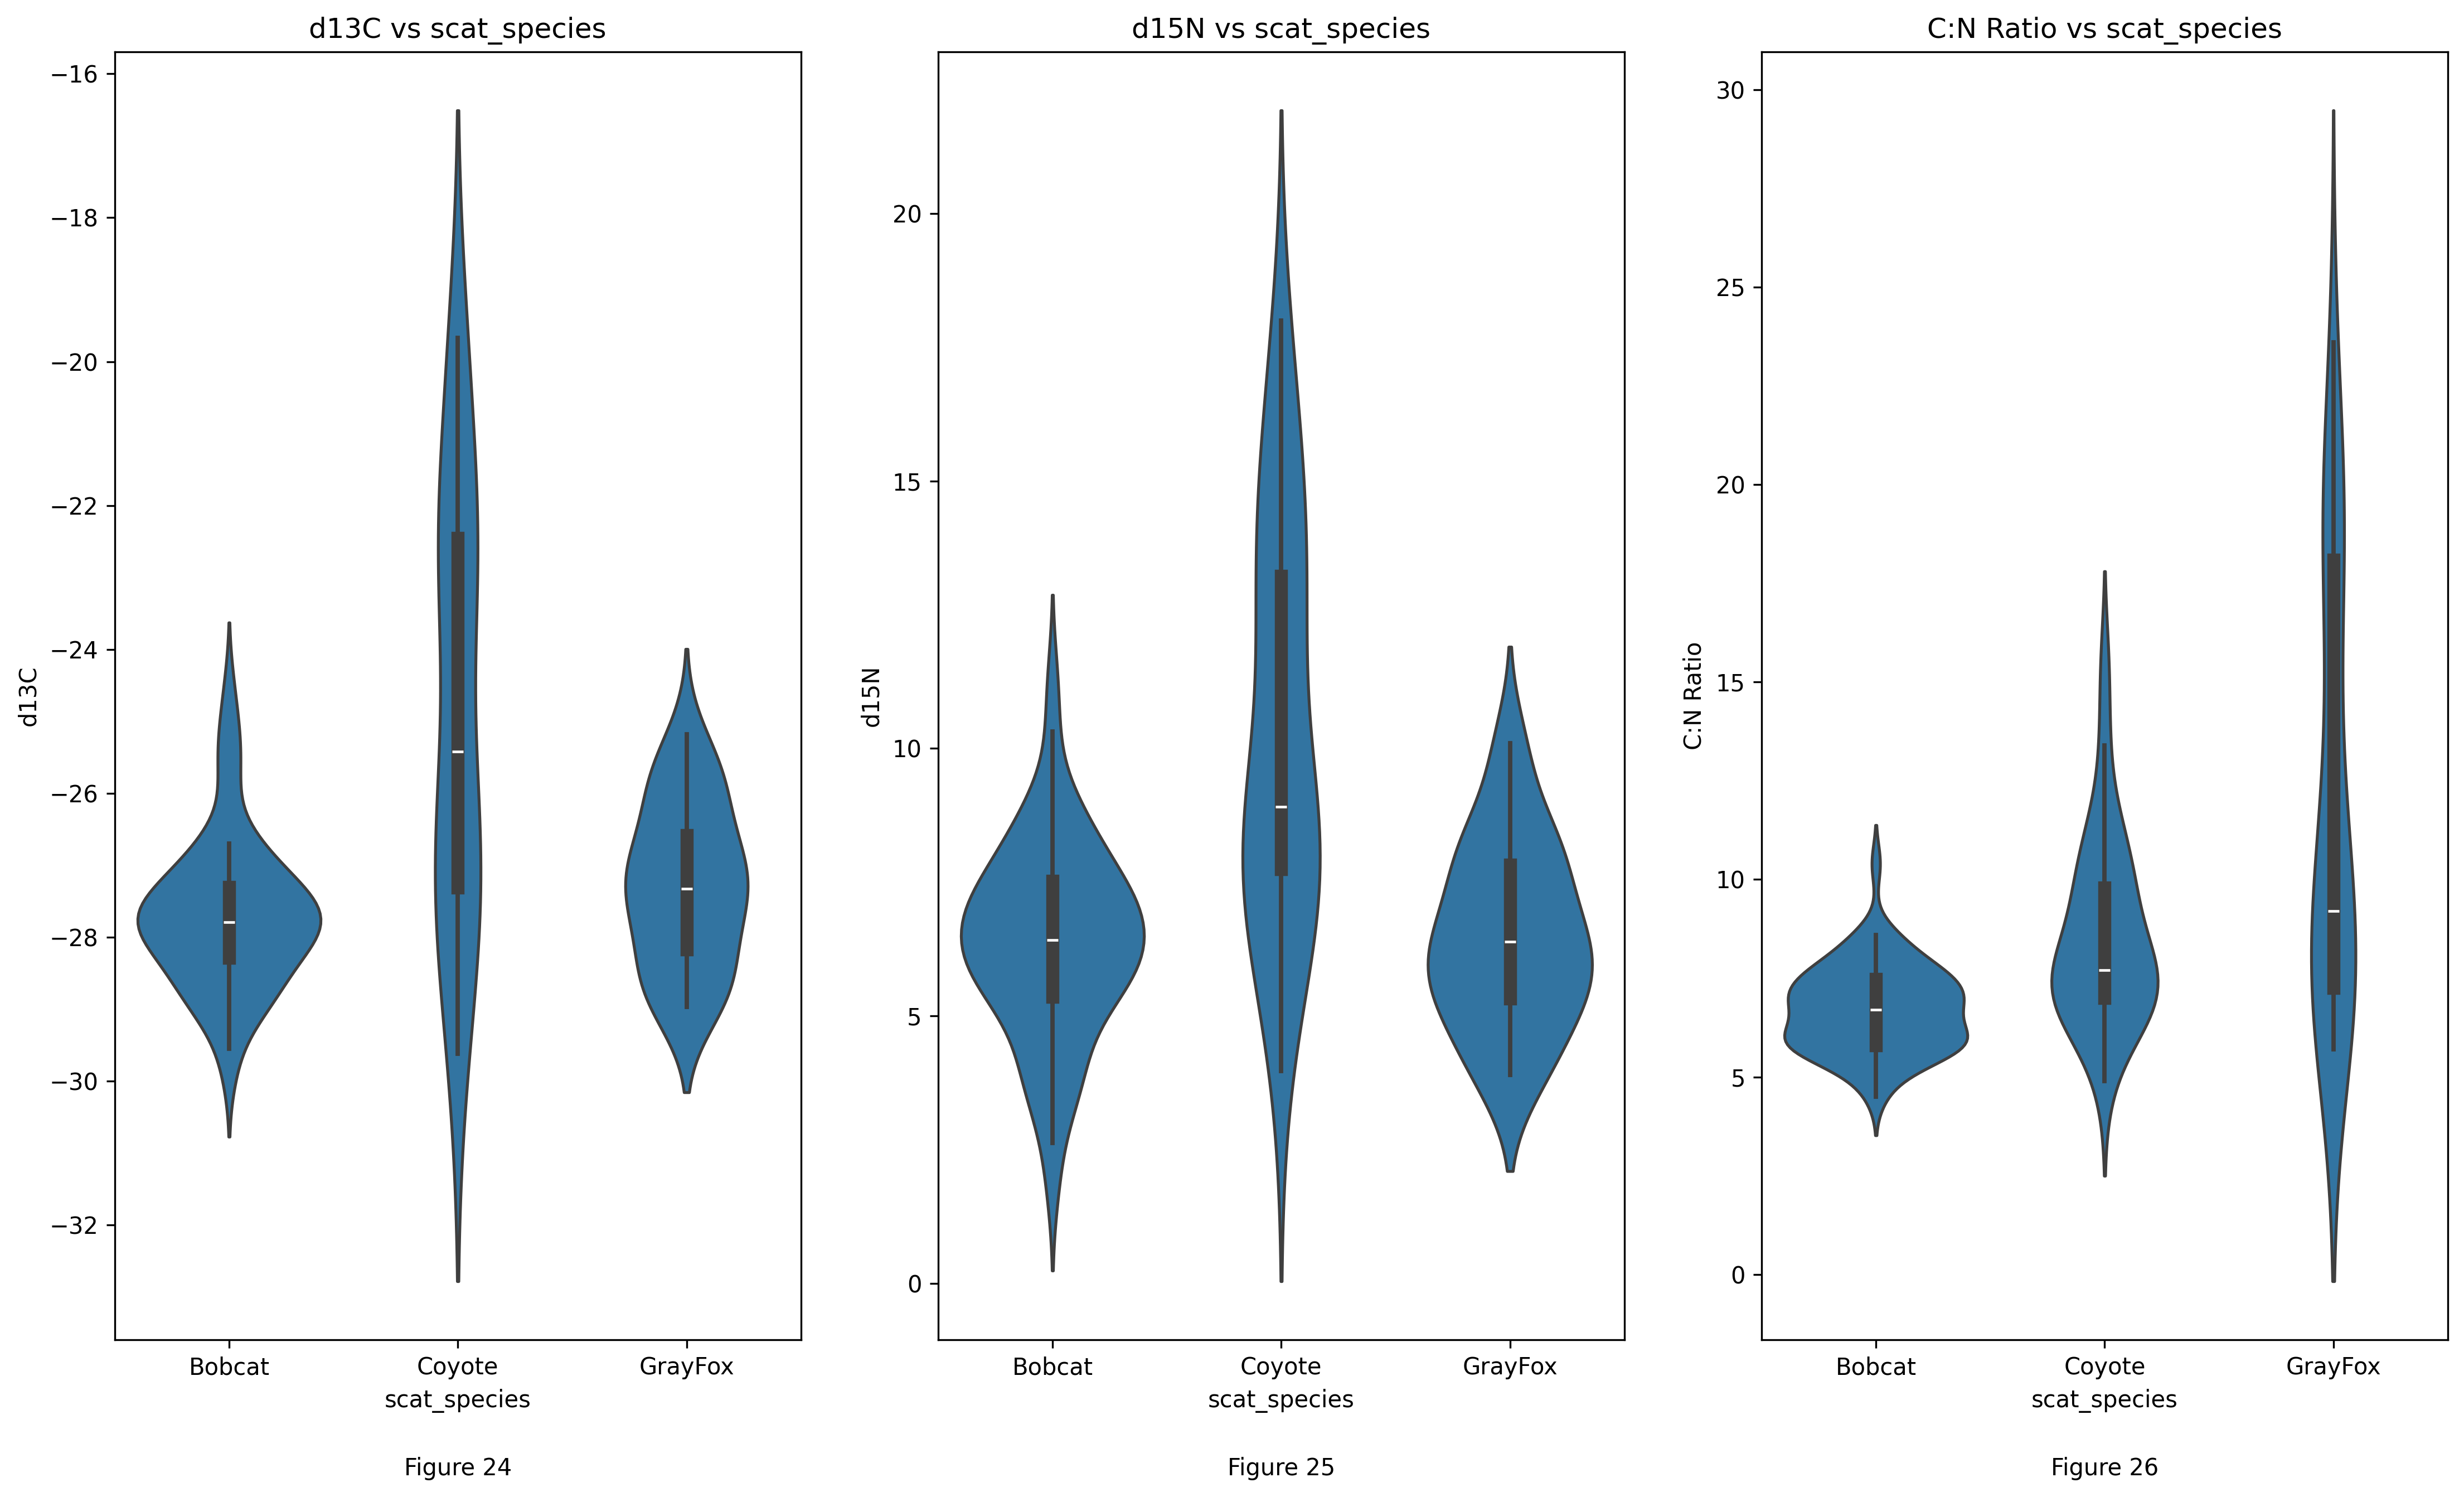 d13C vs scat_species
−16
−18
−20
−22
−24
−26
−28
−30
−32
d13C
Bobcat
Coyote
GrayFox
scat_species
Figure 24
d15N vs scat_species
20
15
10
5
0
d15N
Bobcat
Coyote
GrayFox
scat_species
Figure 25
C:N Ratio vs scat_species
30
25
20
15
10
5
0
C:N Ratio
Bobcat
Coyote
GrayFox
scat_species
Figure 26